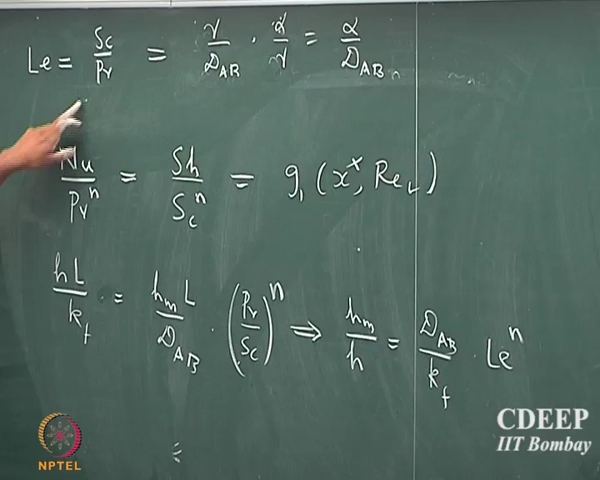 Le = Sc/Pr = γ/D_AB · α/γ = α/D_AB
Nu/Pr^n = Sh/Sc^n = g_1 (x*, Re_L)
hL/k_f = h_m L/D_AB · (Pr/Sc)^n ⇒ h_m/h = D_AB/k_f · Le^n
CDEEP
IIT Bombay
NPTEL